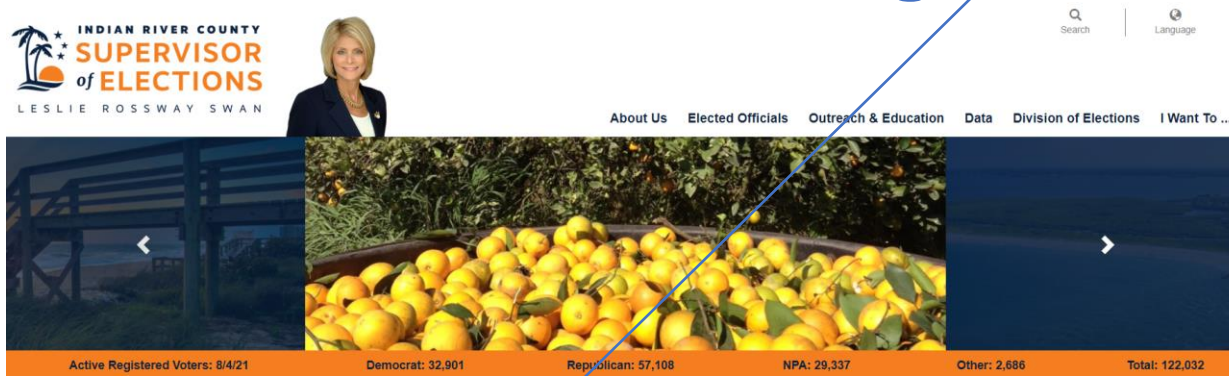 INDIAN RIVER COUNTY
SUPERVISOR
of ELECTIONS
LESLIE ROSSWAY SWAN
Search
Language
About Us Elected Officials Outreach & Education Data Division of Elections I Want To ...
Active Registered Voters: 8/4/21 Democrat: 32,901 Republican: 57,108 NPA: 29,337 Other: 2,686 Total: 122,032